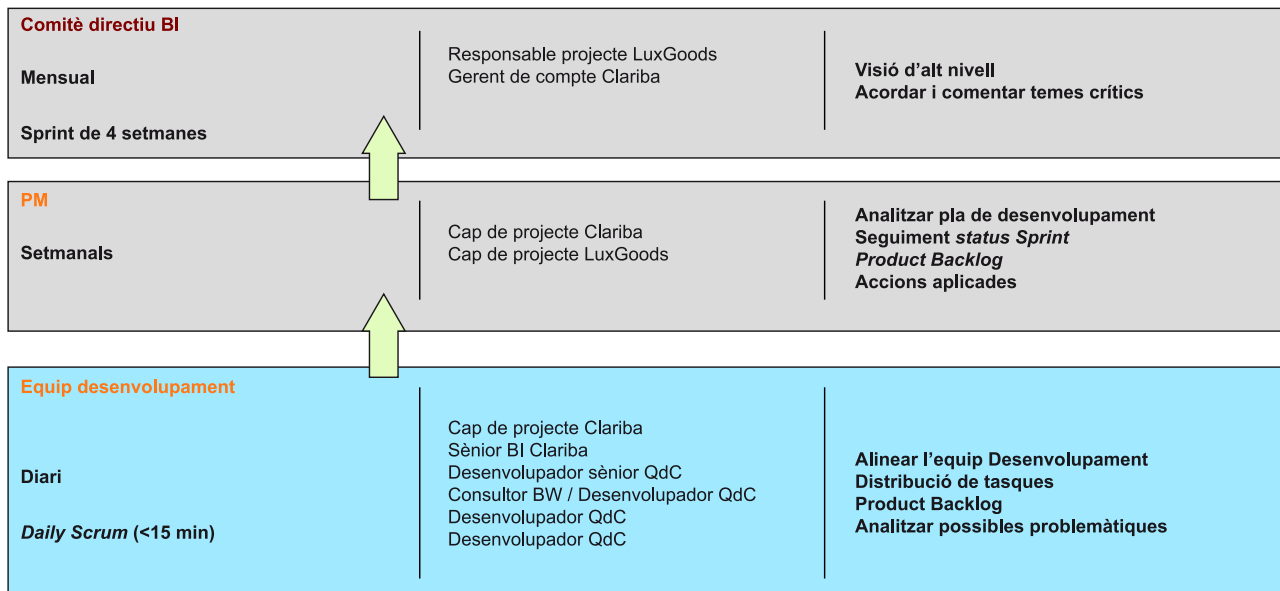 Comitè directiu BI
Mensual
Sprint de 4 setmanes
Responsable projecte LuxGoods
Gerent de compte Clariba
Visió d'alt nivell
Acordar i comentar temes crítics
PM
Setmanals
Cap de projecte Clariba
Cap de projecte LuxGoods
Analitzar pla de desenvolupament
Seguiment status Sprint
Product Backlog
Accions aplicades
Equip desenvolupament
Diari
Daily Scrum (<15 min)
Cap de projecte Clariba
Sènior BI Clariba
Desenvolupador sènior QdC
Consultor BW / Desenvolupador QdC
Desenvolupador QdC
Desenvolupador QdC
Alinear l'equip Desenvolupament
Distribució de tasques
Product Backlog
Analitzar possibles problemàtiques